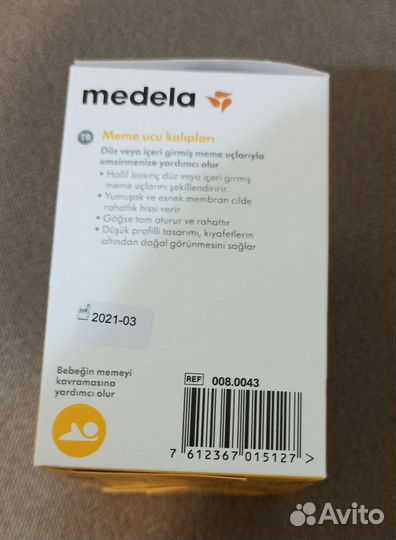 medela
TR Meme ucu kalıpları
Düz veya içeri girmiş meme uçlarıyla
emzirmenize yardımcı olur
• Hafif basınç düz veya içeri girmiş
meme uçlarını şekillendirir.
• Yumuşak ve esnek membran cilde
rahatlık hissi verir
• Göğse tam oturur ve rahattır
• Düşük profilli tasarımı, kıyafetlerin
altından doğal görünmesini sağlar
2021-03
Bebeğin memeyi
kavramasına
yardımcı olur
REF 008.0043
7 612367 015127 >
Avito